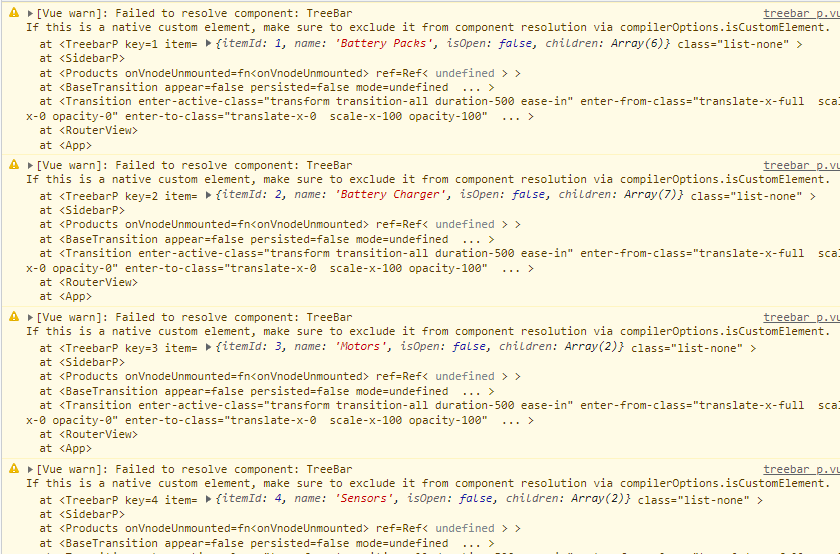 [Vue warn]: Failed to resolve component: TreeBar treebar p.vu
If this is a native custom element, make sure to exclude it from component resolution via compilerOptions.isCustomElement.
at <TreebarP key=1 item= {itemId: 1, name: 'Battery Packs', isOpen: false, children: Array(6)} class="list-none" >
at <SidebarP>
at <Products onVnodeUnmounted=fn<onVnodeUnmounted> ref=Ref< undefined > >
at <BaseTransition appear=false persisted=false mode=undefined ... >
at <Transition enter-active-class="transform transition-all duration-500 ease-in" enter-from-class="translate-x-full scal
x-0 opacity-0" enter-to-class="translate-x-0 scale-x-100 opacity-100" ... >
at <RouterView>
at <App>
[Vue warn]: Failed to resolve component: TreeBar treebar p.vu
If this is a native custom element, make sure to exclude it from component resolution via compilerOptions.isCustomElement.
at <TreebarP key=2 item= {itemId: 2, name: 'Battery Charger', isOpen: false, children: Array(7)} class="list-none" >
at <SidebarP>
at <Products onVnodeUnmounted=fn<onVnodeUnmounted> ref=Ref< undefined > >
at <BaseTransition appear=false persisted=false mode=undefined ... >
at <Transition enter-active-class="transform transition-all duration-500 ease-in" enter-from-class="translate-x-full scal
x-0 opacity-0" enter-to-class="translate-x-0 scale-x-100 opacity-100" ... >
at <RouterView>
at <App>
[Vue warn]: Failed to resolve component: TreeBar treebar p.vu
If this is a native custom element, make sure to exclude it from component resolution via compilerOptions.isCustomElement.
at <TreebarP key=3 item= {itemId: 3, name: 'Motors', isOpen: false, children: Array(2)} class="list-none" >
at <SidebarP>
at <Products onVnodeUnmounted=fn<onVnodeUnmounted> ref=Ref< undefined > >
at <BaseTransition appear=false persisted=false mode=undefined ... >
at <Transition enter-active-class="transform transition-all duration-500 ease-in" enter-from-class="translate-x-full scal
x-0 opacity-0" enter-to-class="translate-x-0 scale-x-100 opacity-100" ... >
at <RouterView>
at <App>
[Vue warn]: Failed to resolve component: TreeBar treebar p.vu
If this is a native custom element, make sure to exclude it from component resolution via compilerOptions.isCustomElement.
at <TreebarP key=4 item= {itemId: 4, name: 'Sensors', isOpen: false, children: Array(2)} class="list-none" >
at <SidebarP>
at <Products onVnodeUnmounted=fn<onVnodeUnmounted> ref=Ref< undefined > >
at <BaseTransition appear=false persisted=false mode=undefined ... >